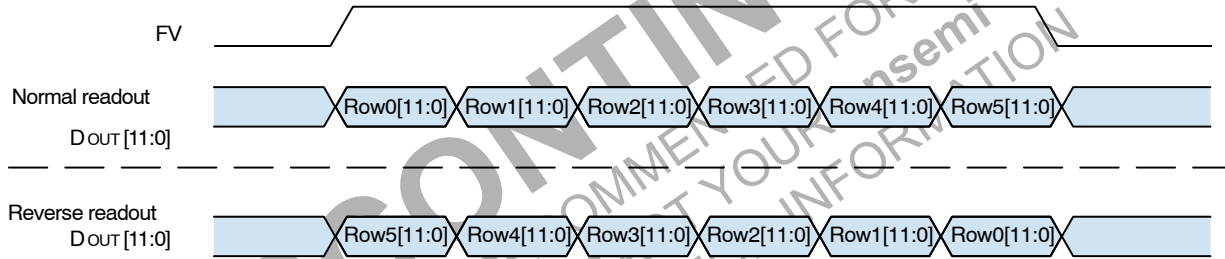 FV
Normal readout
DOUT [11:0]
Row0[11:0] Row1[11:0] Row2[11:0] Row3[11:0] Row4[11:0] Row5[11:0]
Reverse readout
DOUT [11:0]
Row5[11:0] Row4[11:0] Row3[11:0] Row2[11:0] Row1[11:0] Row0[11:0]